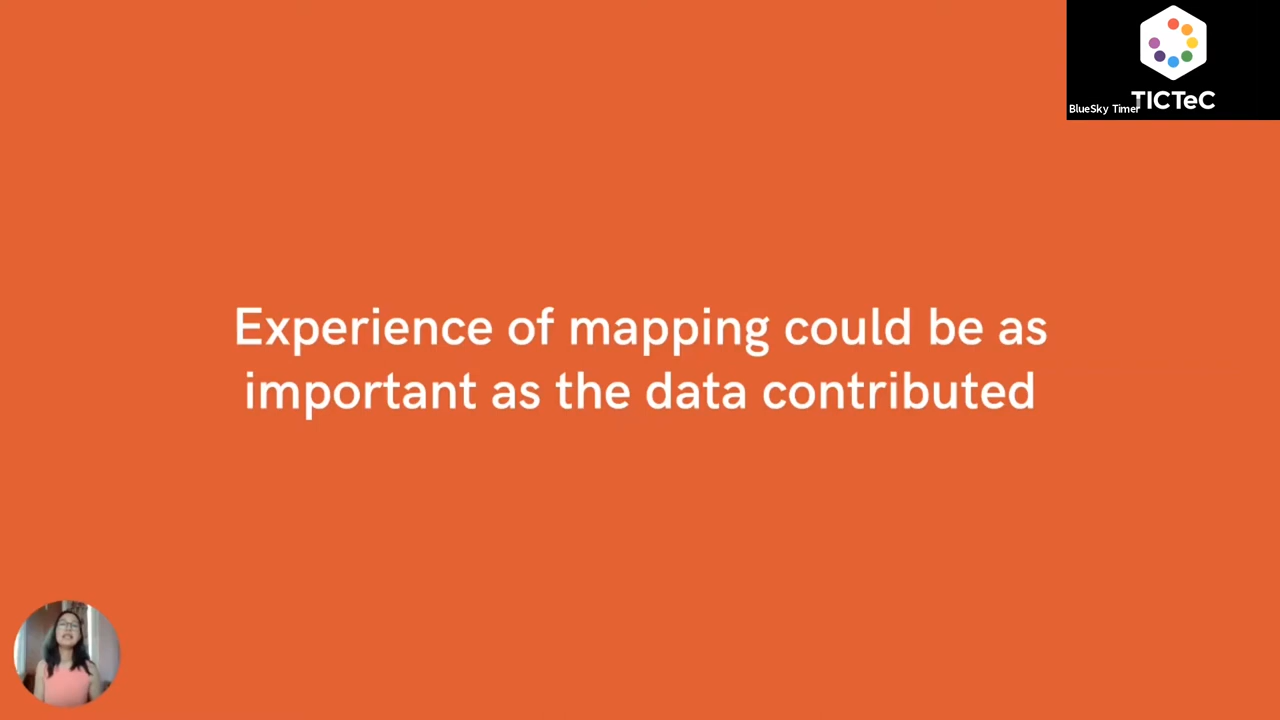 TICTeC
BlueSky Timer
Experience of mapping could be as
important as the data contributed